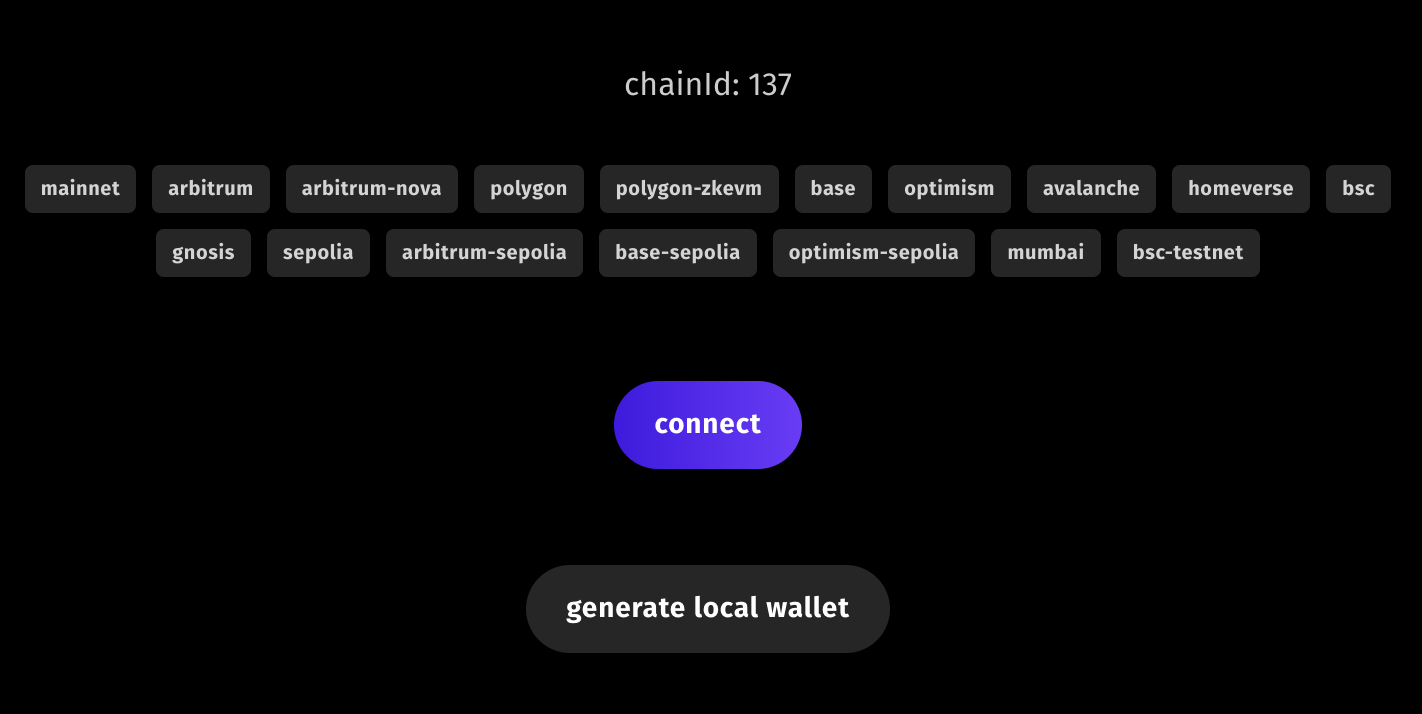 chainId: 137
mainnet arbitrum arbitrum-nova polygon polygon-zkevm base optimism avalanche homeverse bsc
gnosis sepolia arbitrum-sepolia base-sepolia optimism-sepolia mumbai bsc-testnet
connect
generate local wallet